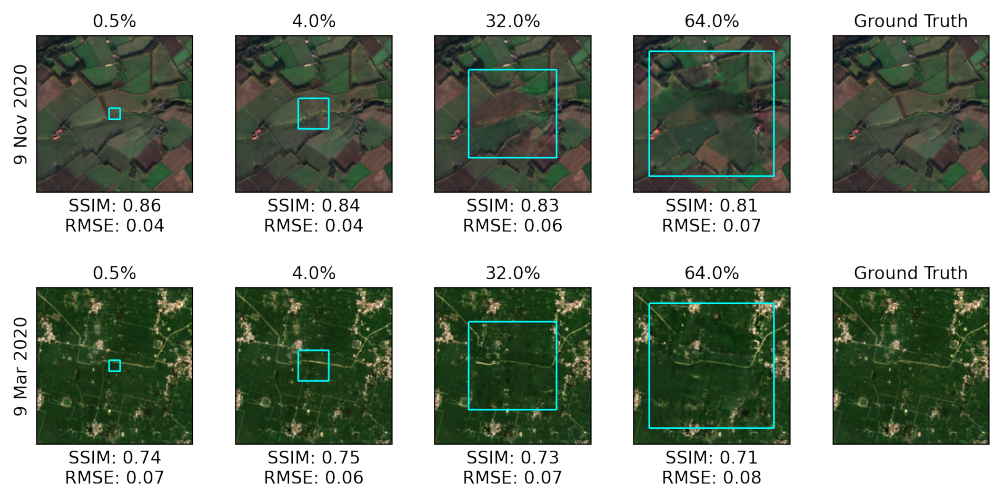 0.5% 4.0% 32.0% 64.0% Ground Truth
9 Nov 2020
SSIM: 0.86 SSIM: 0.84 SSIM: 0.83 SSIM: 0.81
RMSE: 0.04 RMSE: 0.04 RMSE: 0.06 RMSE: 0.07
0.5% 4.0% 32.0% 64.0% Ground Truth
9 Mar 2020
SSIM: 0.74 SSIM: 0.75 SSIM: 0.73 SSIM: 0.71
RMSE: 0.07 RMSE: 0.06 RMSE: 0.07 RMSE: 0.08